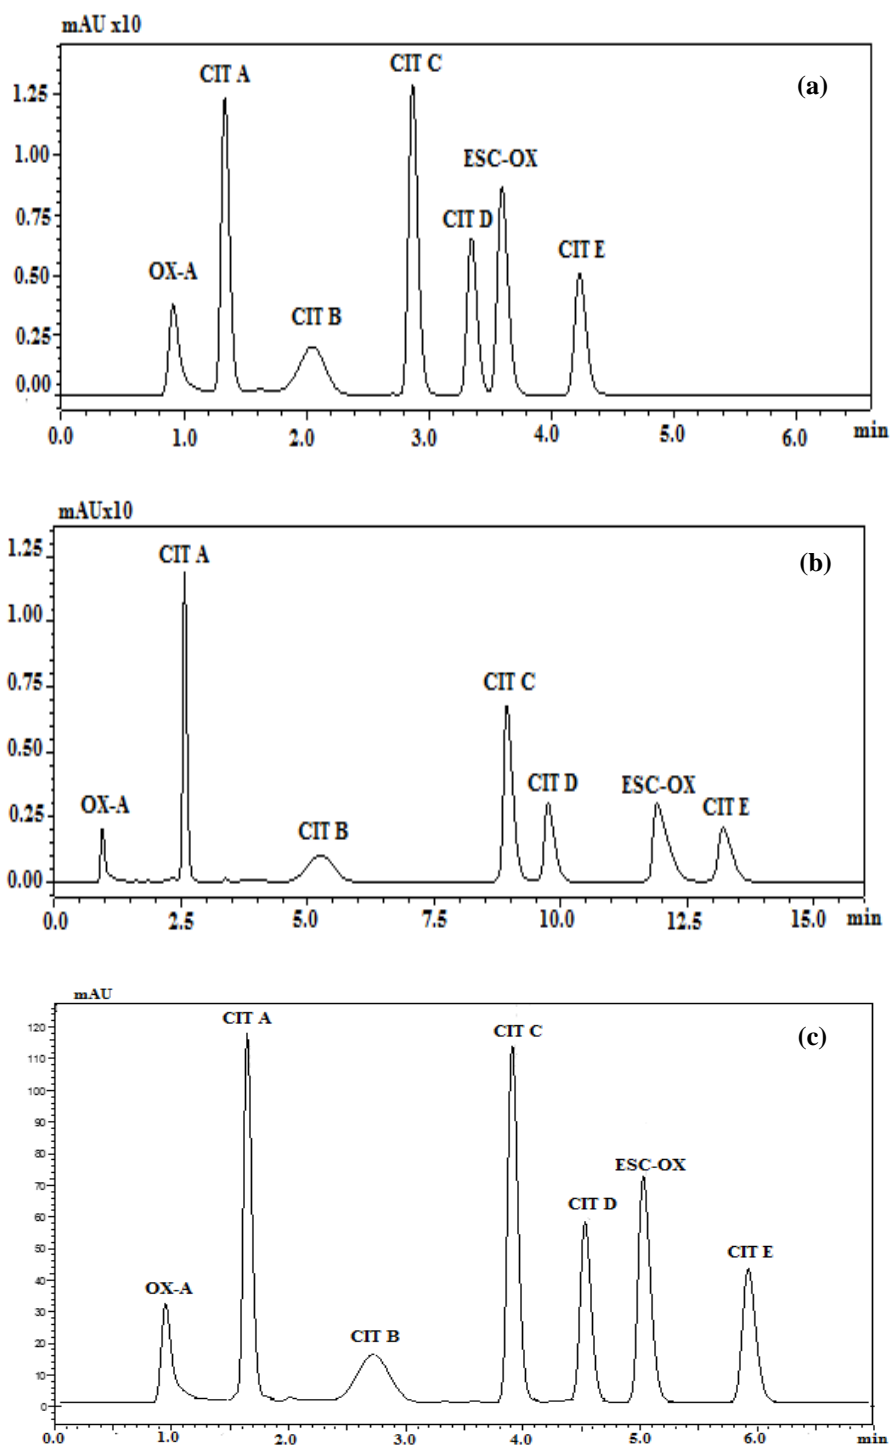 mAU x10
CIT A
CIT C
(a)
1.25
1.00
ESC-OX
0.75
CIT D
CIT E
OX-A
0.50
CIT B
0.25
0.00
0.0 1.0 2.0 3.0 4.0 5.0 6.0 min
mAUx10
1.25
CIT A
(b)
1.00
CIT C
0.75
0.50
CIT D
ESC-OX
OX-A
CIT E
0.25
CIT B
0.00
0.0 2.5 5.0 7.5 10.0 12.5 15.0 min
mAU
CIT A
120
CIT C
(c)
110
100
90
80
ESC-OX
70
CIT D
60
50
CIT E
40
OX-A
30
CIT B
20
10
0
0.0 1.0 2.0 3.0 4.0 5.0 6.0 min